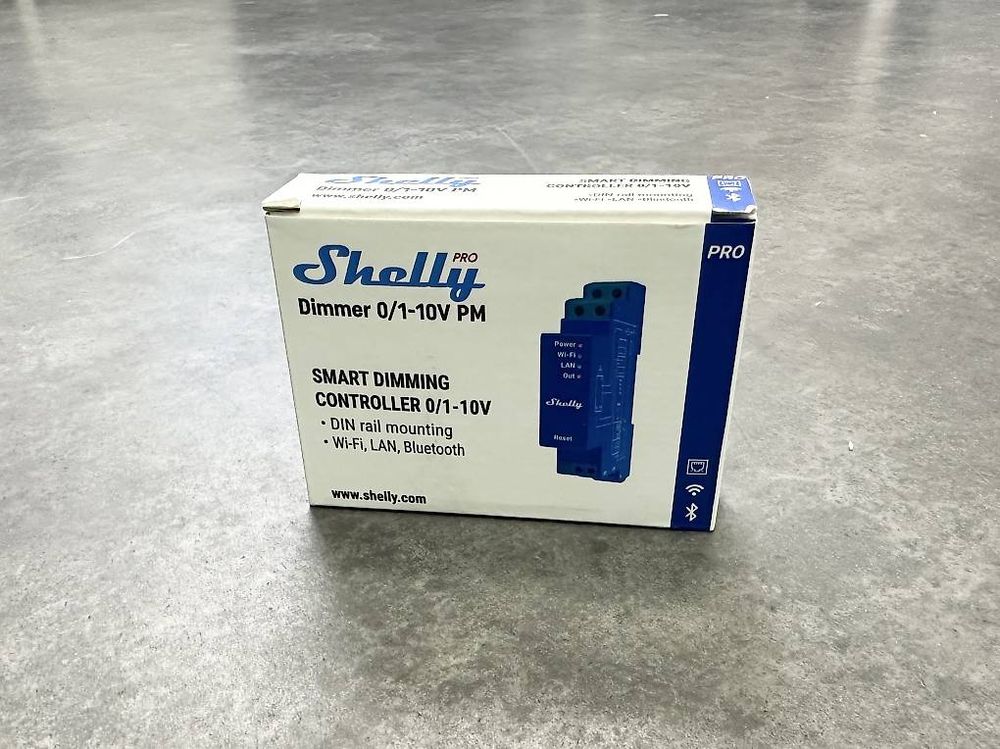 Shelly
Dimmer 0/1-10V PM
www.shelly.com
SMART DIMMING
CONTROLLER 0/1-10V
•DIN rail mounting
•Wi-Fi •LAN •Bluetooth
PRO
Shelly PRO
Dimmer 0/1-10V PM
SMART DIMMING
CONTROLLER 0/1-10V
• DIN rail mounting
• Wi-Fi, LAN, Bluetooth
www.shelly.com
Power
Wi-Fi
LAN
Out
Shelly
Reset
PRO